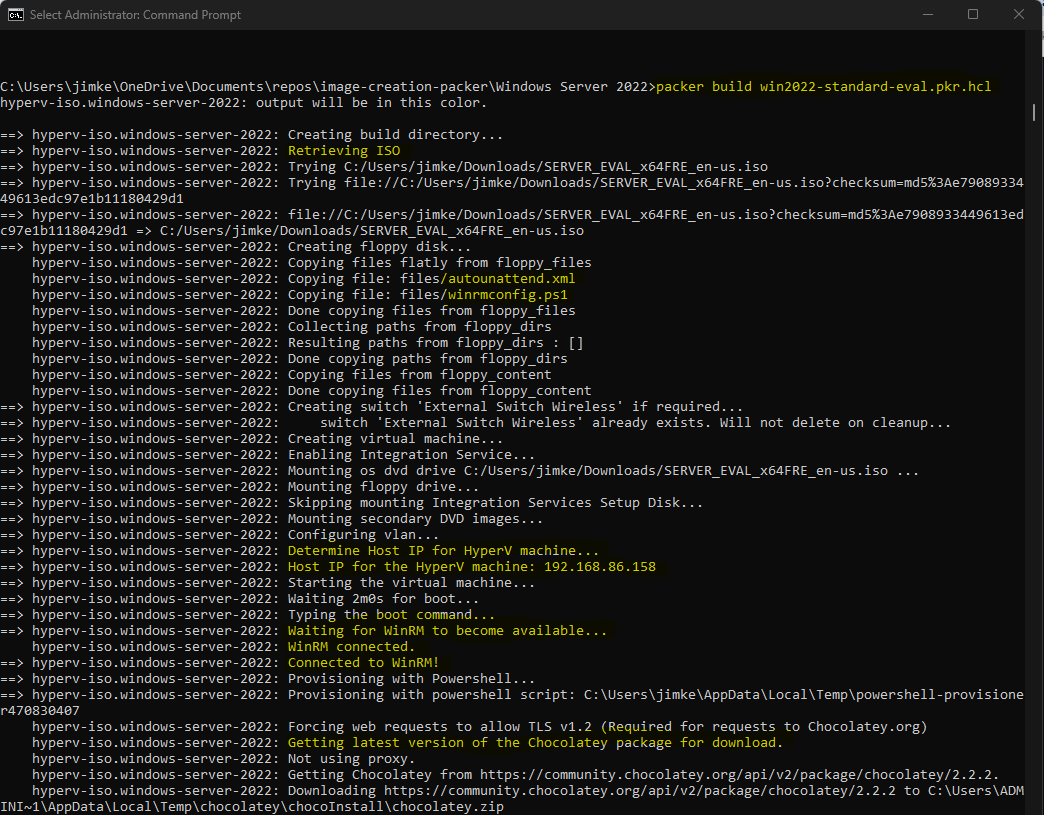 Select Administrator: Command Prompt
C:\Users\jimke\OneDrive\Documents\repos\image-creation-packer\Windows Server 2022>packer build win2022-standard-eval.pkr.hcl
hyperv-iso.windows-server-2022: output will be in this color.
==> hyperv-iso.windows-server-2022: Creating build directory...
==> hyperv-iso.windows-server-2022: Retrieving ISO
==> hyperv-iso.windows-server-2022: Trying C:/Users/jimke/Downloads/SERVER_EVAL_x64FRE_en-us.iso
==> hyperv-iso.windows-server-2022: Trying file://C:/Users/jimke/Downloads/SERVER_EVAL_x64FRE_en-us.iso?checksum=md5%3Ae79089334
49613edc97e1b11180429d1
==> hyperv-iso.windows-server-2022: file://C:/Users/jimke/Downloads/SERVER_EVAL_x64FRE_en-us.iso?checksum=md5%3Ae7908933449613ed
c97e1b11180429d1 => C:/Users/jimke/Downloads/SERVER_EVAL_x64FRE_en-us.iso
==> hyperv-iso.windows-server-2022: Creating floppy disk...
hyperv-iso.windows-server-2022: Copying files flatly from floppy_files
hyperv-iso.windows-server-2022: Copying file: files/autounattend.xml
hyperv-iso.windows-server-2022: Copying file: files/winrmconfig.ps1
hyperv-iso.windows-server-2022: Done copying files from floppy_files
hyperv-iso.windows-server-2022: Collecting paths from floppy_dirs
hyperv-iso.windows-server-2022: Resulting paths from floppy_dirs : []
hyperv-iso.windows-server-2022: Done copying paths from floppy_dirs
hyperv-iso.windows-server-2022: Copying files from floppy_content
hyperv-iso.windows-server-2022: Done copying files from floppy_content
==> hyperv-iso.windows-server-2022: Creating switch 'External Switch Wireless' if required...
==> hyperv-iso.windows-server-2022:     switch 'External Switch Wireless' already exists. Will not delete on cleanup...
==> hyperv-iso.windows-server-2022: Creating virtual machine...
==> hyperv-iso.windows-server-2022: Enabling Integration Service...
==> hyperv-iso.windows-server-2022: Mounting os dvd drive C:/Users/jimke/Downloads/SERVER_EVAL_x64FRE_en-us.iso ...
==> hyperv-iso.windows-server-2022: Mounting floppy drive...
==> hyperv-iso.windows-server-2022: Skipping mounting Integration Services Setup Disk...
==> hyperv-iso.windows-server-2022: Mounting secondary DVD images...
==> hyperv-iso.windows-server-2022: Configuring vlan...
==> hyperv-iso.windows-server-2022: Determine Host IP for HyperV machine...
==> hyperv-iso.windows-server-2022: Host IP for the HyperV machine: 192.168.86.158
==> hyperv-iso.windows-server-2022: Starting the virtual machine...
==> hyperv-iso.windows-server-2022: Waiting 2m0s for boot...
==> hyperv-iso.windows-server-2022: Typing the boot command...
==> hyperv-iso.windows-server-2022: Waiting for WinRM to become available...
hyperv-iso.windows-server-2022: WinRM connected.
==> hyperv-iso.windows-server-2022: Connected to WinRM!
==> hyperv-iso.windows-server-2022: Provisioning with Powershell...
==> hyperv-iso.windows-server-2022: Provisioning with powershell script: C:\Users\jimke\AppData\Local\Temp\powershell-provisione
r470830407
hyperv-iso.windows-server-2022: Forcing web requests to allow TLS v1.2 (Required for requests to Chocolatey.org)
hyperv-iso.windows-server-2022: Getting latest version of the Chocolatey package for download.
hyperv-iso.windows-server-2022: Not using proxy.
hyperv-iso.windows-server-2022: Getting Chocolatey from https://community.chocolatey.org/api/v2/package/chocolatey/2.2.2.
hyperv-iso.windows-server-2022: Downloading https://community.chocolatey.org/api/v2/package/chocolatey/2.2.2 to C:\Users\ADM
INI~1\AppData\Local\Temp\chocolatey\chocoInstall\chocolatey.zip